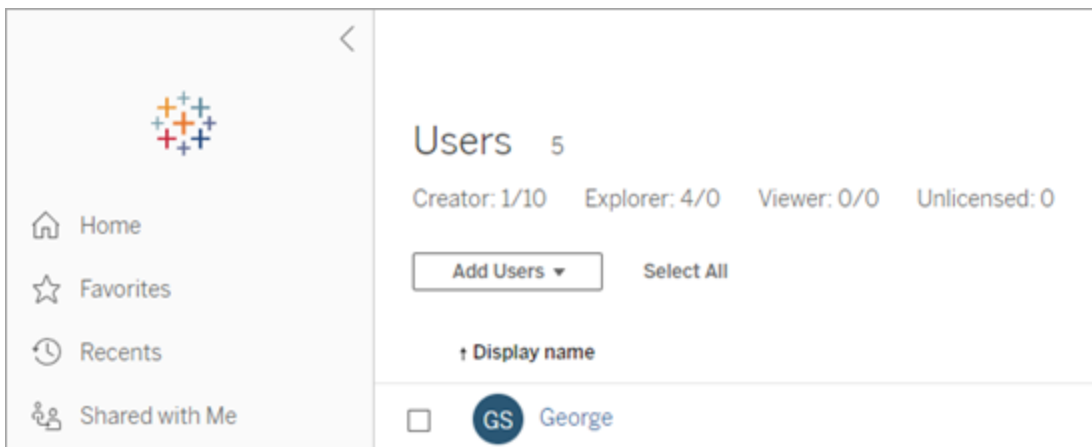 Home
Favorites
Recents
Shared with Me
Users 5
Creator: 1/10 Explorer: 4/0 Viewer: 0/0 Unlicensed: 0
Add Users ▾ Select All
↑ Display name
GS George